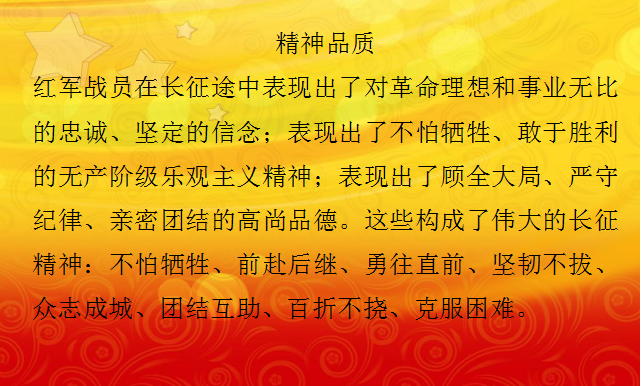 精神品质
红军战员在长征途中表现出了对革命理想和事业无比
的忠诚、坚定的信念；表现出了不怕牺牲、敢于胜利
的无产阶级乐观主义精神；表现出了顾全大局、严守
纪律、亲密团结的高尚品德。这些构成了伟大的长征
精神：不怕牺牲、前赴后继、勇往直前、坚韧不拔、
众志成城、团结互助、百折不挠、克服困难。